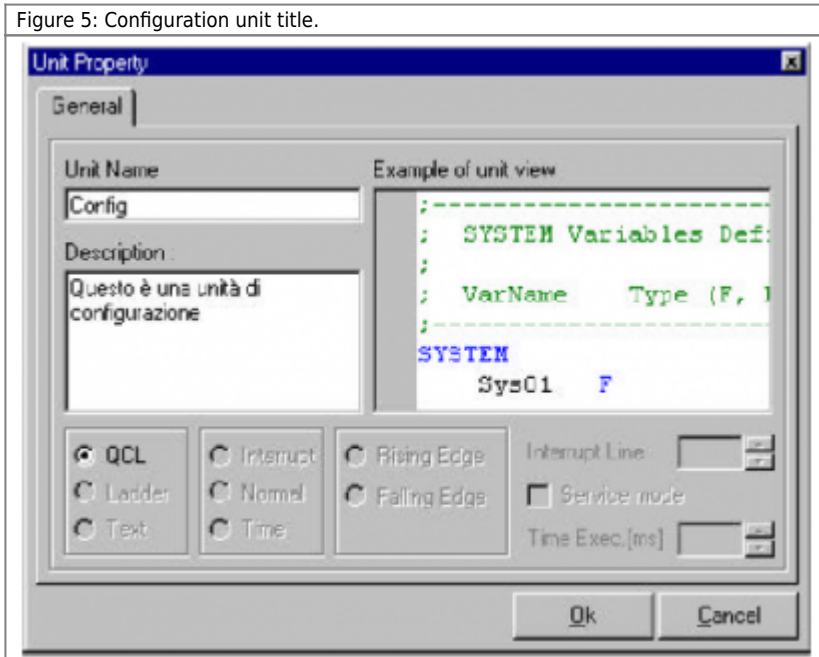 Figure 5: Configuration unit title.
Unit Property
General
Unit Name
Config
Description :
Questo è una unità di
configurazione
Example of unit view
;------------------------
;  SYSTEM Variables Def
;
;  VarName    Type (F,
;------------------------
SYSTEM
Sys01   F
QCL
Ladder
Text
Interrupt
Normal
Time
Rising Edge
Falling Edge
Interrupt Line
Service mode
Time Exec.[ms]
Ok
Cancel